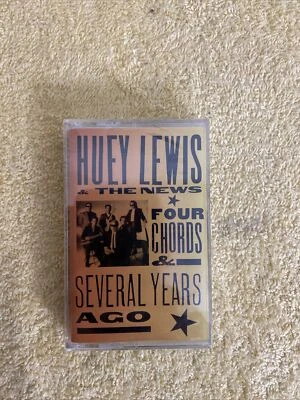 HUEY LEWIS
& THE NEWS
FOUR
CHORDS
&
SEVERAL YEARS
AGO